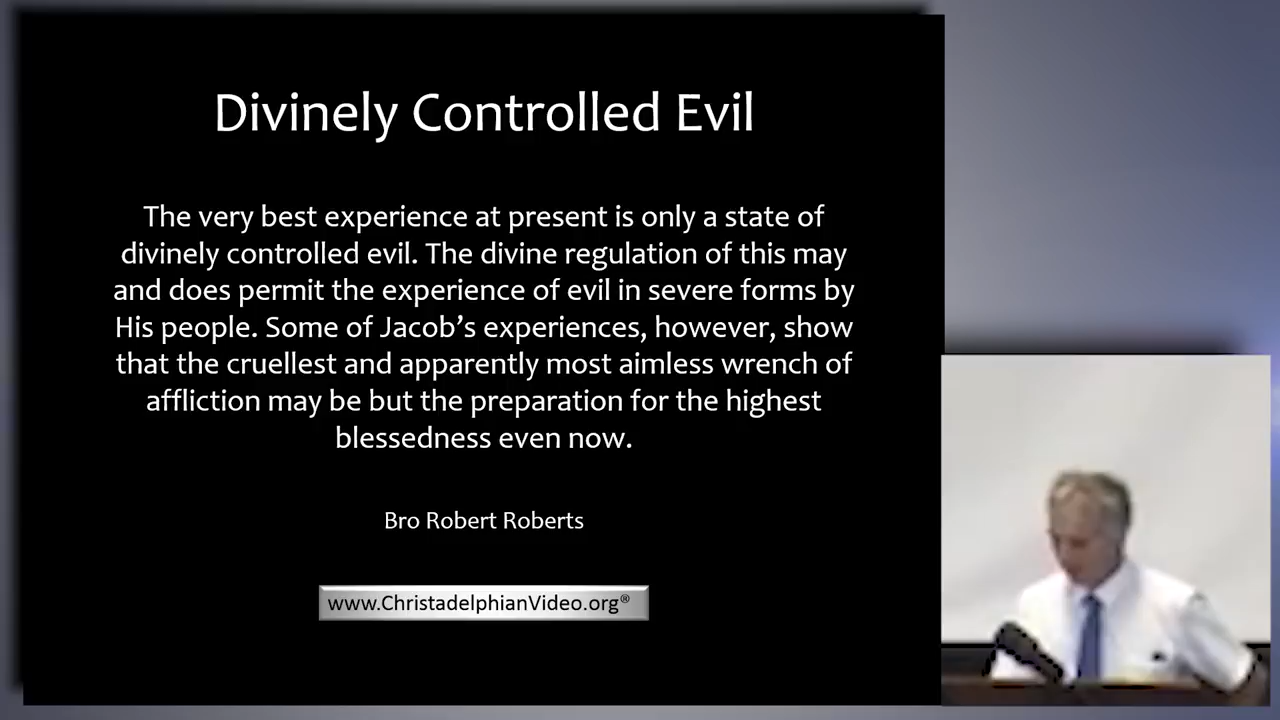 Divinely Controlled Evil
The very best experience at present is only a state of
divinely controlled evil. The divine regulation of this may
and does permit the experience of evil in severe forms by
His people. Some of Jacob’s experiences, however, show
that the cruellest and apparently most aimless wrench of
affliction may be but the preparation for the highest
blessedness even now.
Bro Robert Roberts
www.ChristadelphianVideo.org®